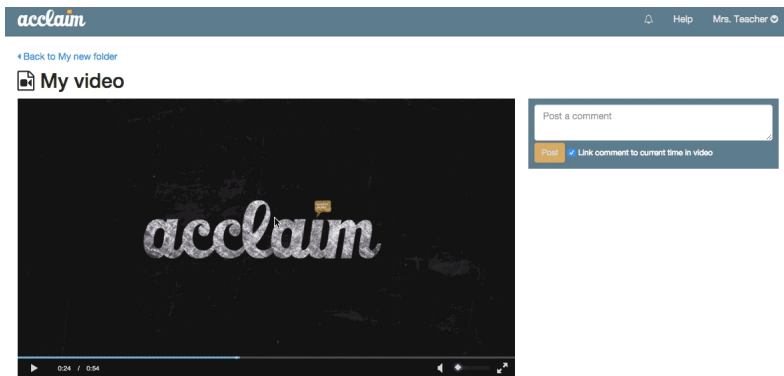 acclaim
Help Mrs. Teacher
Back to My new folder
My video
Post a comment
Post Link comment to current time in video
acclaim
0:24 / 0:54